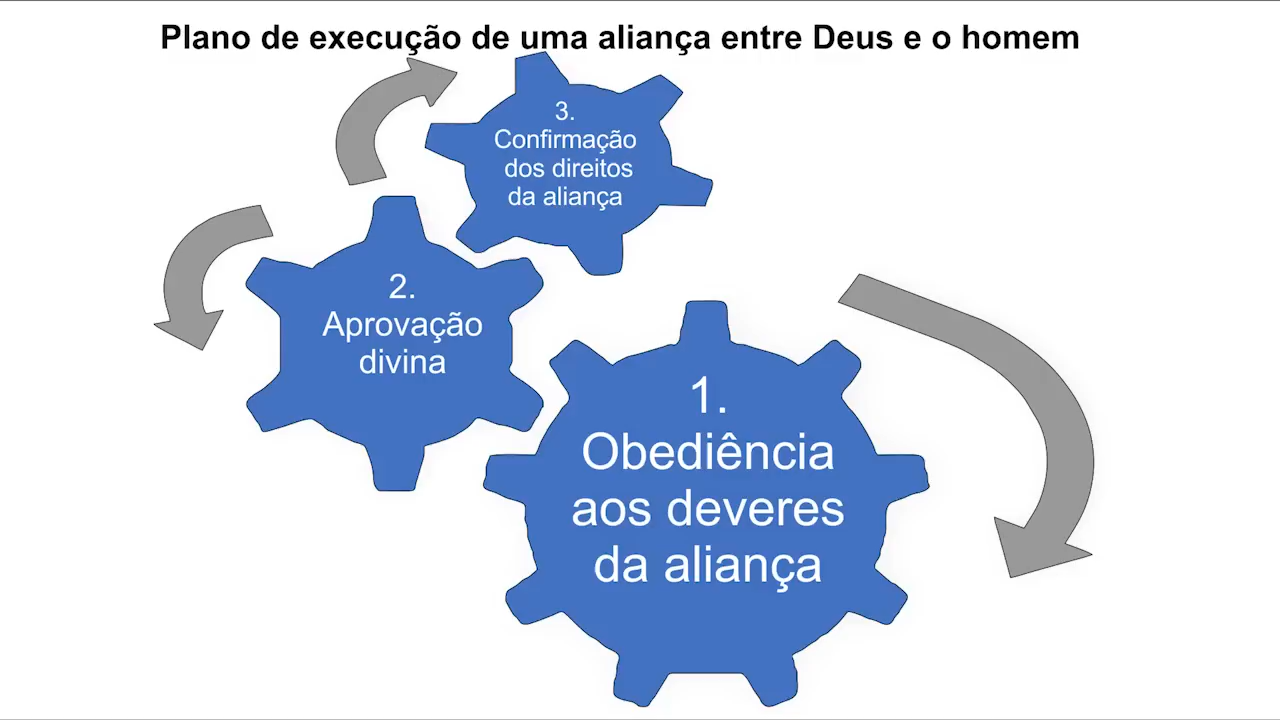 Plano de execução de uma aliança entre Deus e o homem
3.
Confirmação
dos direitos
da aliança
2.
Aprovação
divina
1.
Obediência
aos deveres
da aliança